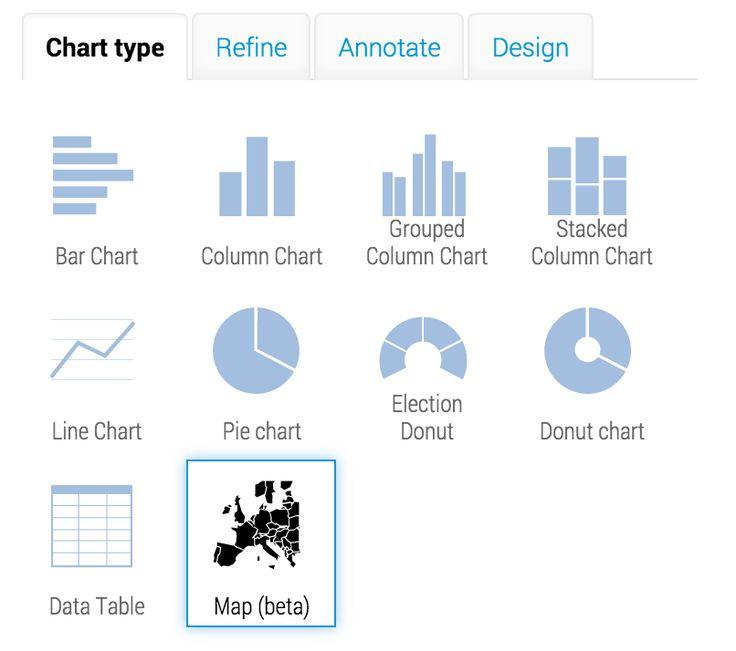 Chart type Refine Annotate Design
Bar Chart
Column Chart
Grouped
Column Chart
Stacked
Column Chart
Line Chart
Pie chart
Election
Donut
Donut chart
Data Table
Map (beta)